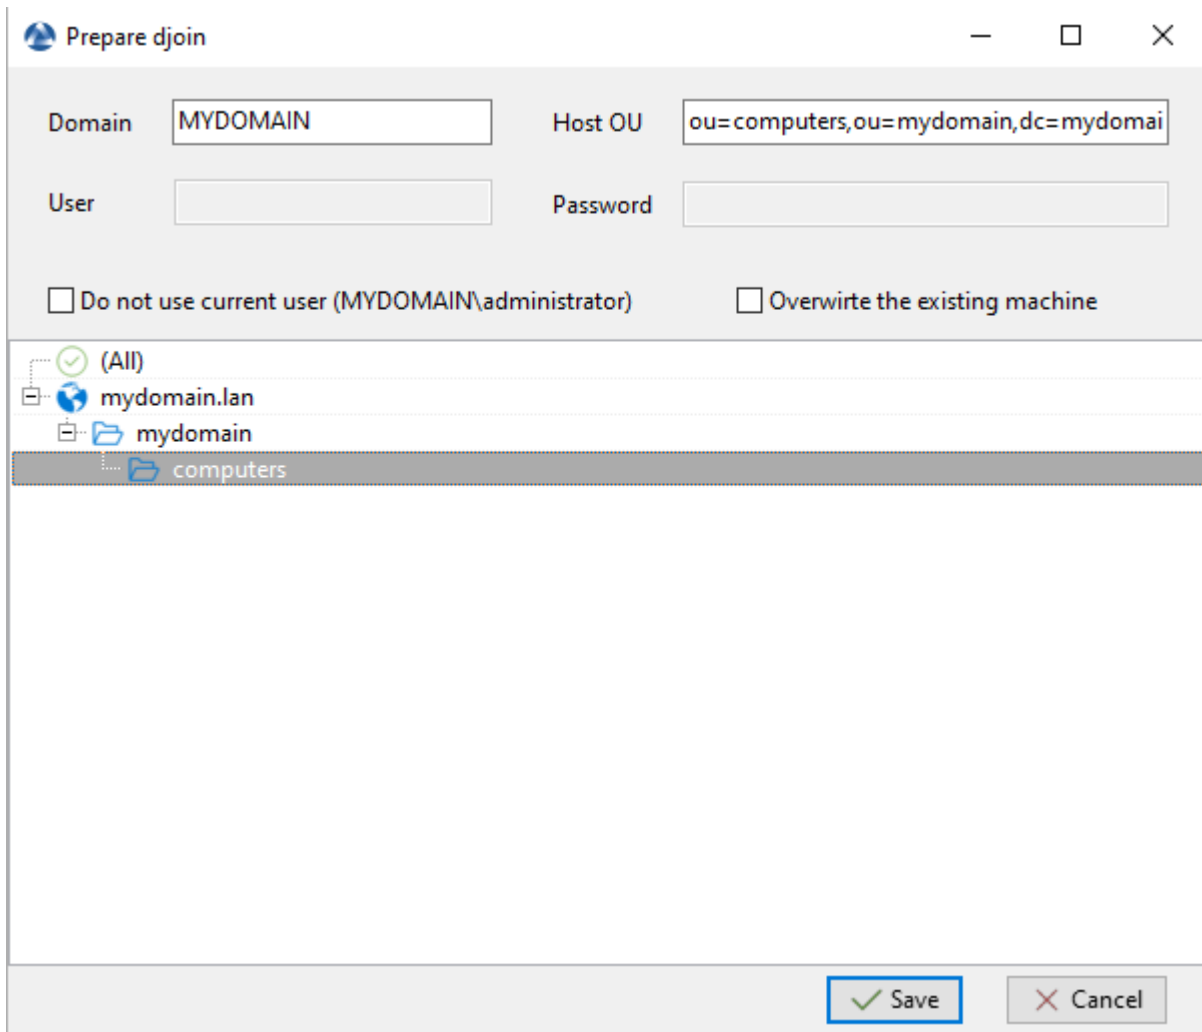 Prepare djoin
Domain
MYDOMAIN
Host OU
ou=computers,ou=mydomain,dc=mydomai
User
Password
Do not use current user (MYDOMAIN\administrator)
Overwirte the existing machine
(All)
mydomain.lan
mydomain
computers
Save
Cancel